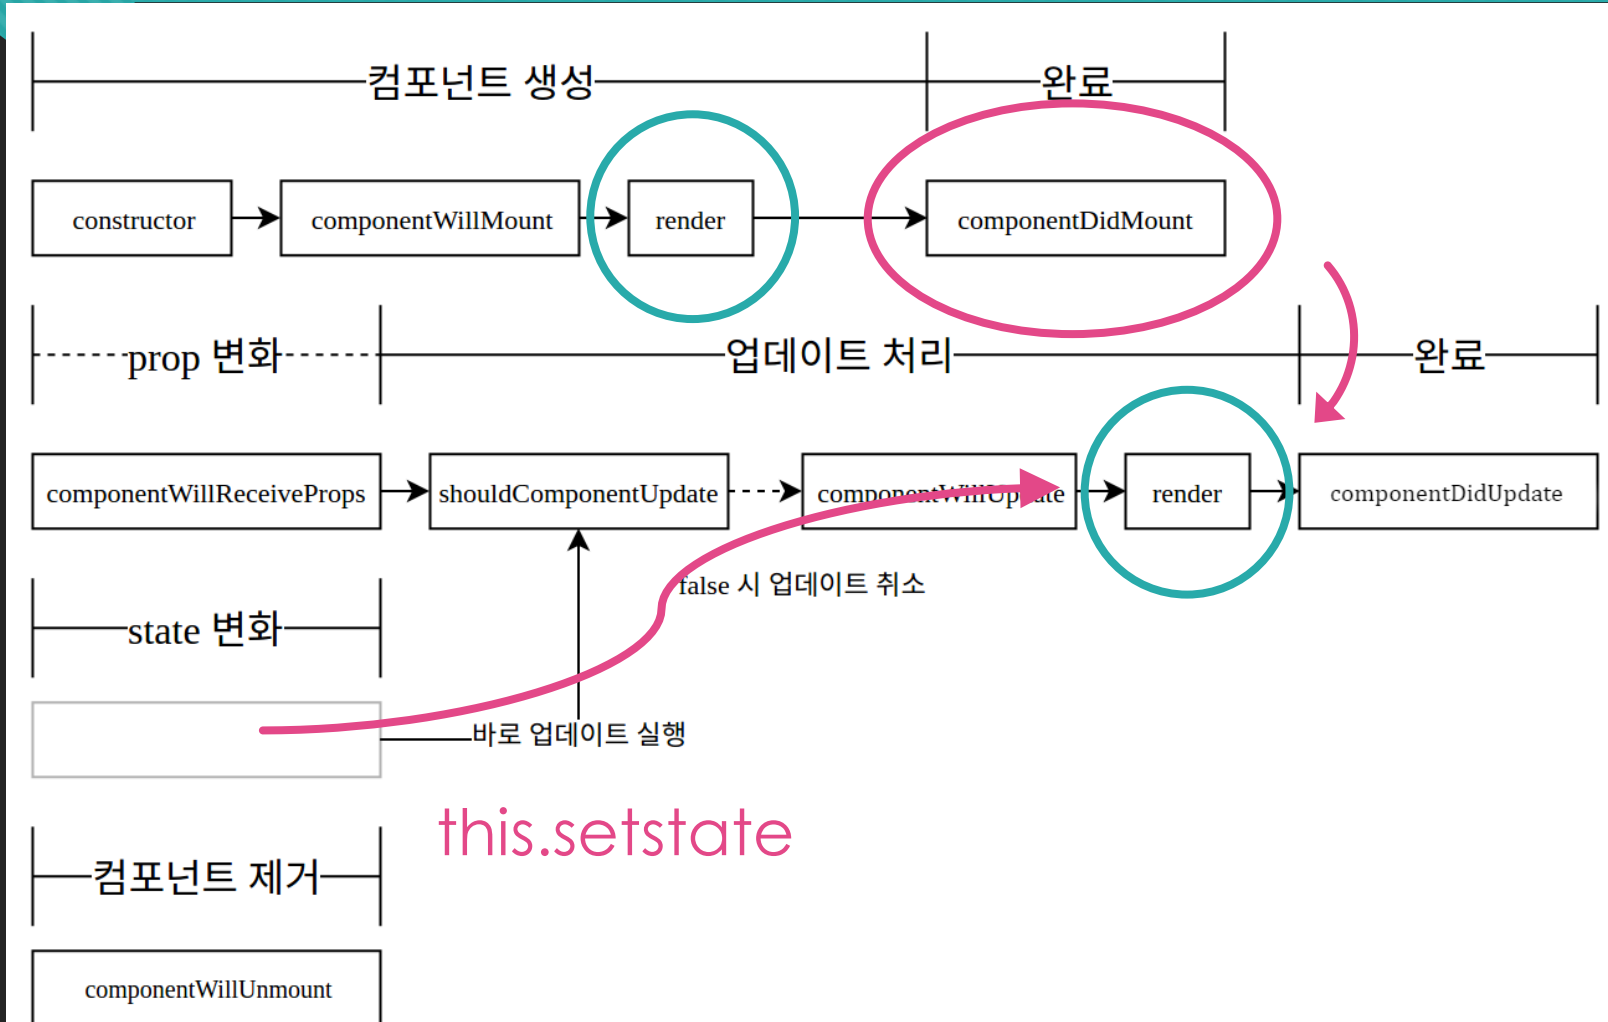 컴포넌트 생성
완료
constructor
componentWillMount
render
componentDidMount
prop 변화
업데이트 처리
완료
componentWillReceiveProps
shouldComponentUpdate
componentWillUpdate
render
componentDidUpdate
false 시 업데이트 취소
state 변화
바로 업데이트 실행
this.setstate
컴포넌트 제거
componentWillUnmount